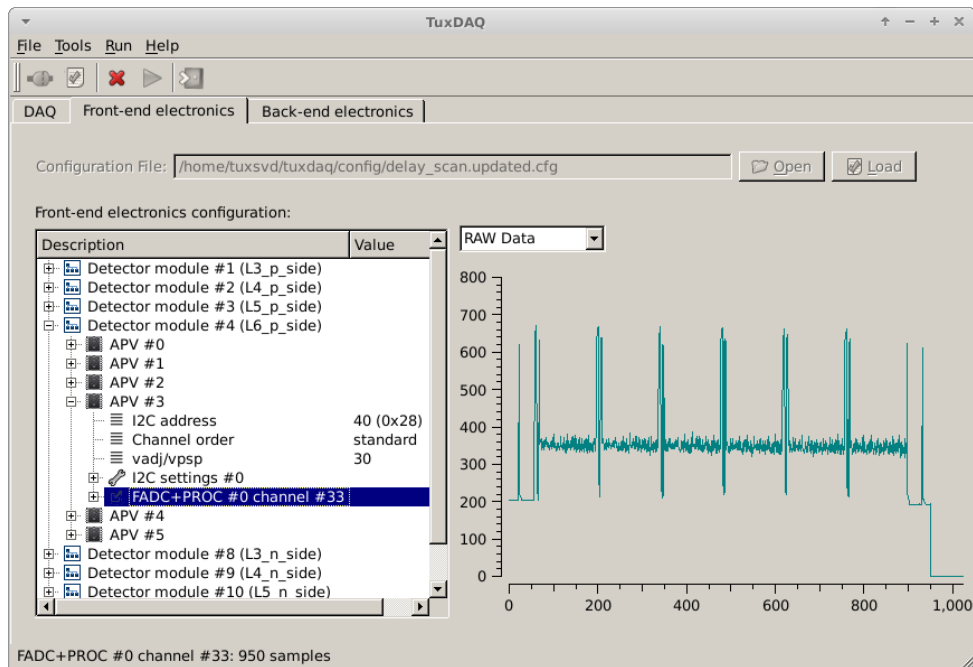 TuxDAQ
File Tools Run Help
DAQ Front-end electronics Back-end electronics
Configuration File: /home/tuxsvd/tuxdaq/config/delay_scan.updated.cfg Open Load
Front-end electronics configuration:
Description Value
Detector module #1 (L3_p_side)
Detector module #2 (L4_p_side)
Detector module #3 (L5_p_side)
Detector module #4 (L6_p_side)
APV #0
APV #1
APV #2
APV #3
I2C address 40 (0x28)
Channel order standard
vadj/vpsp 30
I2C settings #0
FADC+PROC #0 channel #33
APV #4
APV #5
Detector module #8 (L3_n_side)
Detector module #9 (L4_n_side)
Detector module #10 (L5_n_side)
RAW Data
800
700
600
500
400
300
200
100
0
0 200 400 600 800 1,000
FADC+PROC #0 channel #33: 950 samples